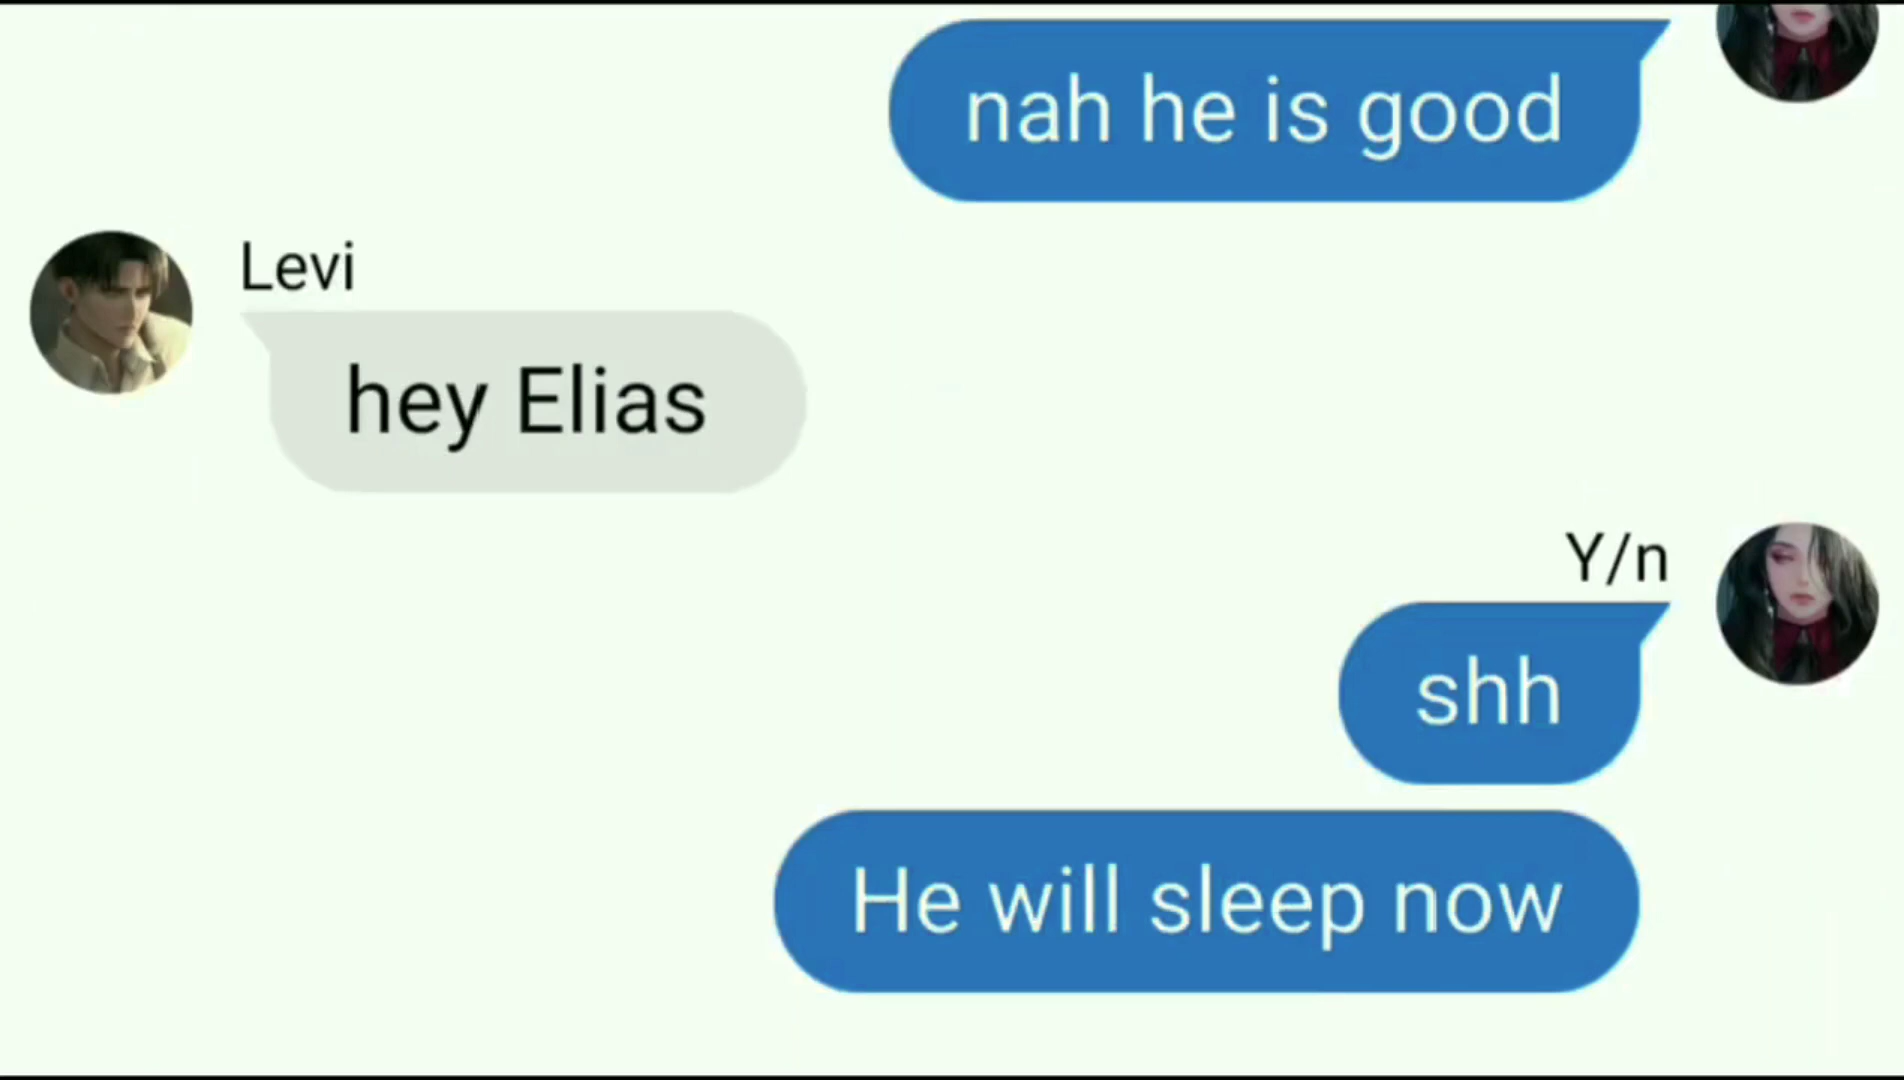 nah he is good
Levi
hey Elias
Y/n
shh
He will sleep now